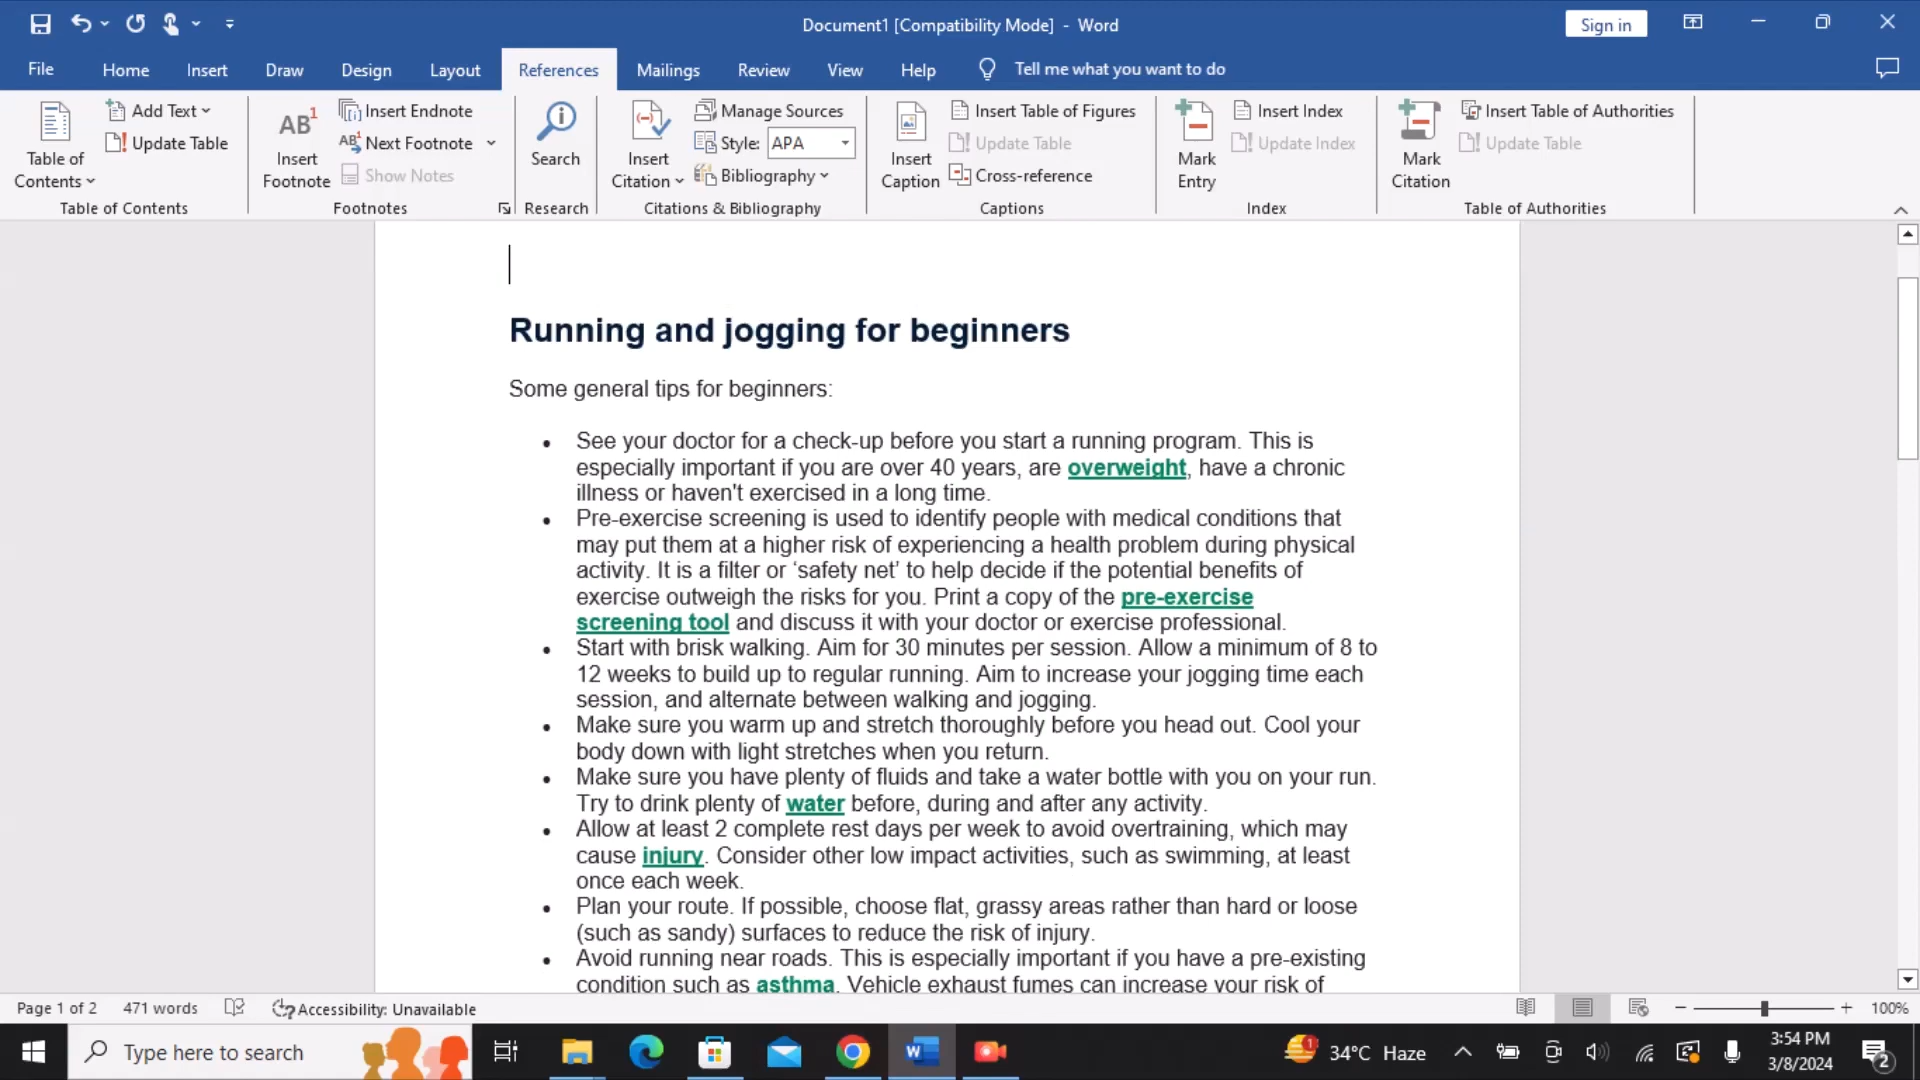 Document1 [Compatibility Mode] - Word
Sign in
File Home Insert Draw Design Layout References Mailings Review View Help Tell me what you want to do
Table of Contents
Add Text
Update Table
Table of Contents
AB1
Insert Footnote
Insert Endnote
Next Footnote
Show Notes
Footnotes
Search
Research
Insert Citation
Manage Sources
Style: APA
Bibliography
Citations & Bibliography
Insert Caption
Insert Table of Figures
Update Table
Cross-reference
Captions
Mark Entry
Insert Index
Update Index
Index
Mark Citation
Insert Table of Authorities
Update Table
Table of Authorities
Running and jogging for beginners
Some general tips for beginners:
• See your doctor for a check-up before you start a running program. This is
especially important if you are over 40 years, are overweight, have a chronic
illness or haven't exercised in a long time.
• Pre-exercise screening is used to identify people with medical conditions that
may put them at a higher risk of experiencing a health problem during physical
activity. It is a filter or ‘safety net’ to help decide if the potential benefits of
exercise outweigh the risks for you. Print a copy of the pre-exercise
screening tool and discuss it with your doctor or exercise professional.
• Start with brisk walking. Aim for 30 minutes per session. Allow a minimum of 8 to
12 weeks to build up to regular running. Aim to increase your jogging time each
session, and alternate between walking and jogging.
• Make sure you warm up and stretch thoroughly before you head out. Cool your
body down with light stretches when you return.
• Make sure you have plenty of fluids and take a water bottle with you on your run.
Try to drink plenty of water before, during and after any activity.
• Allow at least 2 complete rest days per week to avoid overtraining, which may
cause injury. Consider other low impact activities, such as swimming, at least
once each week.
• Plan your route. If possible, choose flat, grassy areas rather than hard or loose
(such as sandy) surfaces to reduce the risk of injury.
• Avoid running near roads. This is especially important if you have a pre-existing
condition such as asthma. Vehicle exhaust fumes can increase your risk of
Page 1 of 2 471 words Accessibility: Unavailable 100%
Type here to search
1
34°C Haze
3:54 PM
3/8/2024
2